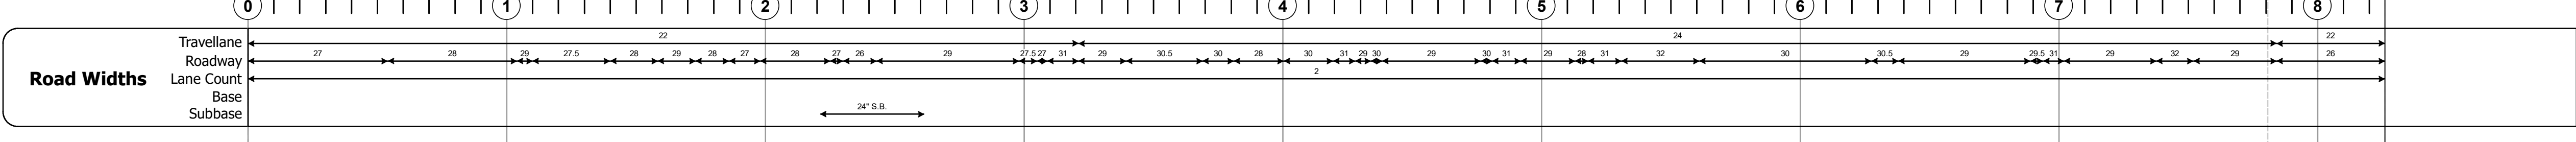 0 1 2 3 4 5 6 7 8
Road Widths
Travellane 22 24 22
Roadway 27 28 29 27.5 28 29 28 27 28 27 26 29 27.5 27 31 29 30.5 30 28 30 31 29 30 29 30 31 29 28 31 32 30 30.5 29 29.5 31 29 32 29 26
Lane Count 2
Base
Subbase 24" S.B.